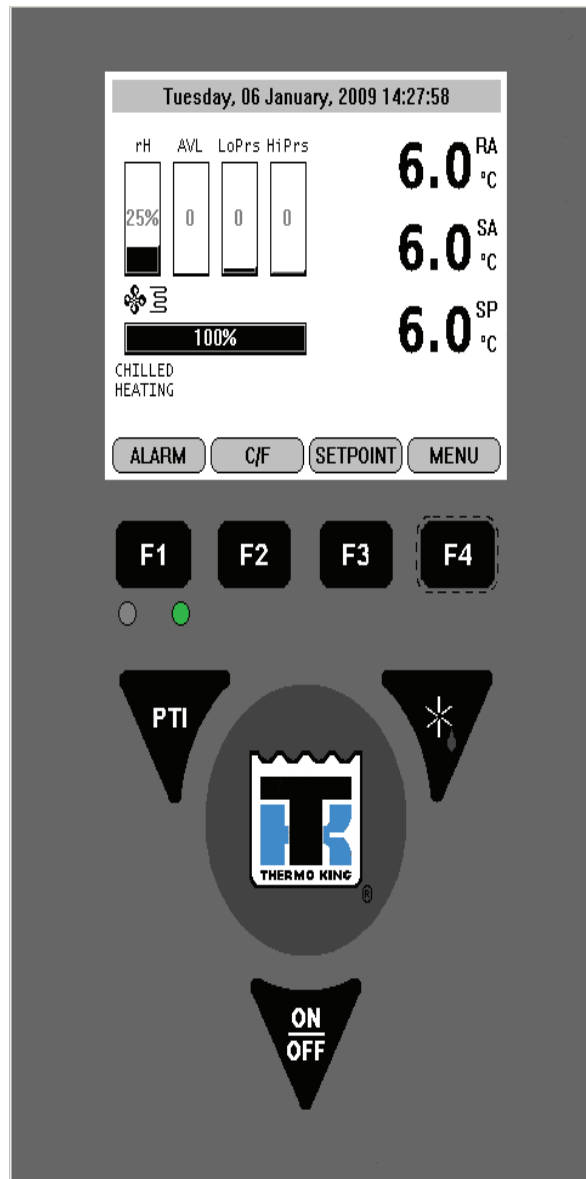 Tuesday, 06 January, 2009 14:27:58
rH AVL LoPrs HiPrs
25% 0 0 0
6.0 RA °C
6.0 SA °C
100%
6.0 SP °C
CHILLED
HEATING
ALARM C/F SETPOINT MENU
F1 F2 F3 F4
PTI
THERMO KING
®
ON
OFF